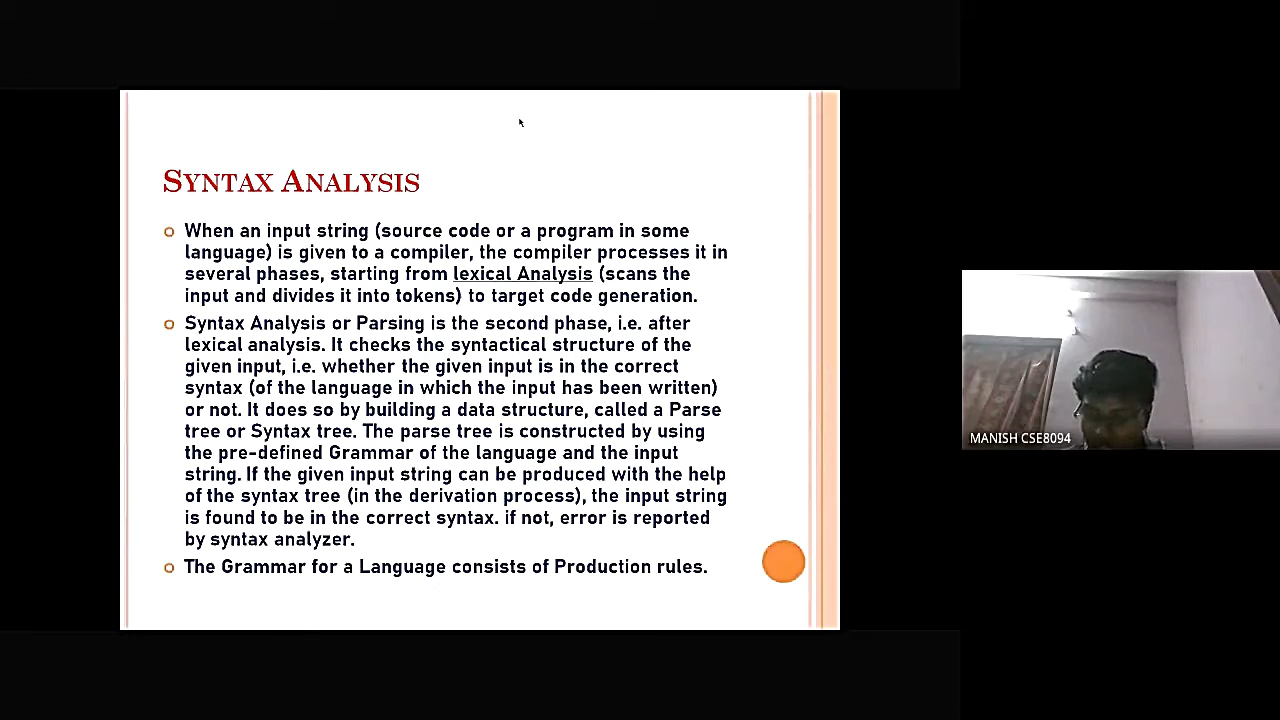 SYNTAX ANALYSIS
When an input string (source code or a program in some
language) is given to a compiler, the compiler processes it in
several phases, starting from lexical Analysis (scans the
input and divides it into tokens) to target code generation.
Syntax Analysis or Parsing is the second phase, i.e. after
lexical analysis. It checks the syntactical structure of the
given input, i.e. whether the given input is in the correct
syntax (of the language in which the input has been written)
or not. It does so by building a data structure, called a Parse
tree or Syntax tree. The parse tree is constructed by using
the pre-defined Grammar of the language and the input
string. If the given input string can be produced with the help
of the syntax tree (in the derivation process), the input string
is found to be in the correct syntax. if not, error is reported
by syntax analyzer.
The Grammar for a Language consists of Production rules.
MANISH CSE8094